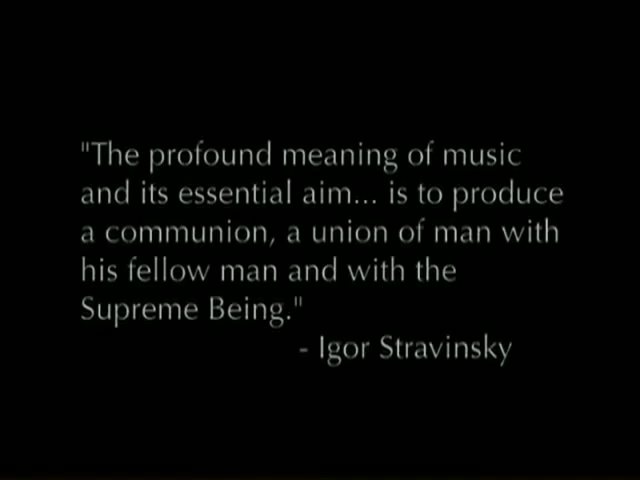 "The profound meaning of music
and its essential aim... is to produce
a communion, a union of man with
his fellow man and with the
Supreme Being."
- Igor Stravinsky